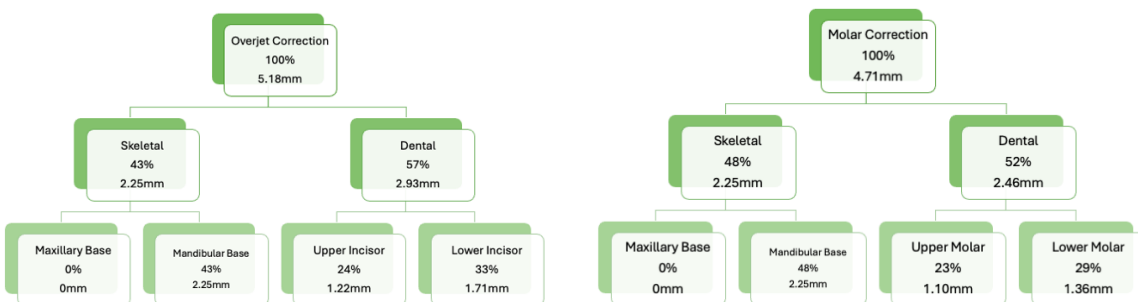 Overjet Correction
100%
5.18mm
Skeletal
43%
2.25mm
Dental
57%
2.93mm
Maxillary Base
0%
0mm
Mandibular Base
43%
2.25mm
Upper Incisor
24%
1.22mm
Lower Incisor
33%
1.71mm
Molar Correction
100%
4.71mm
Skeletal
48%
2.25mm
Dental
52%
2.46mm
Maxillary Base
0%
0mm
Mandibular Base
48%
2.25mm
Upper Molar
23%
1.10mm
Lower Molar
29%
1.36mm